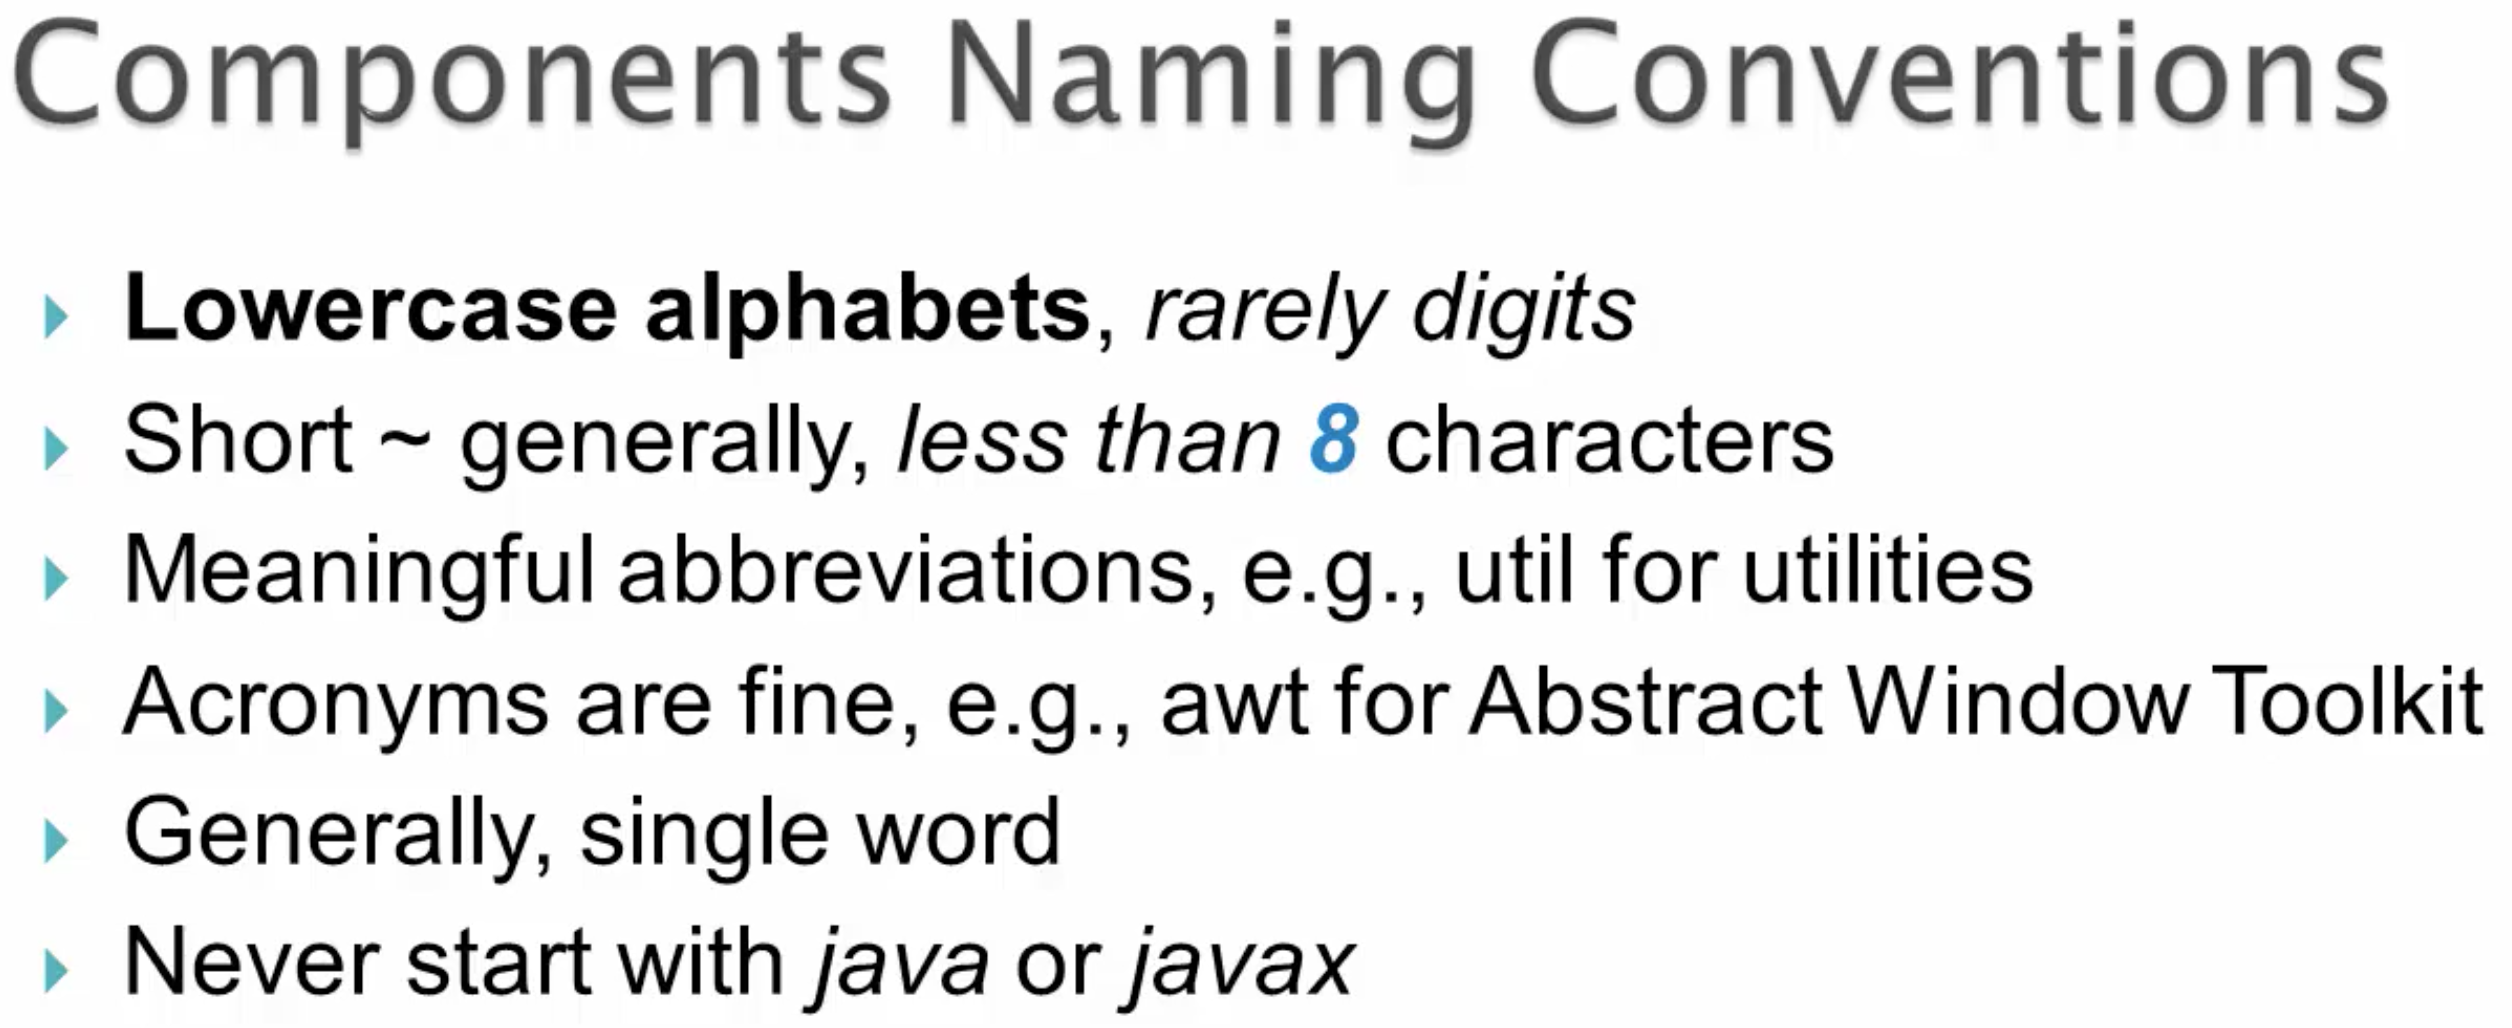 Components Naming Conventions
Lowercase alphabets, rarely digits
Short ~ generally, less than 8 characters
Meaningful abbreviations, e.g., util for utilities
Acronyms are fine, e.g., awt for Abstract Window Toolkit
Generally, single word
Never start with java or javax